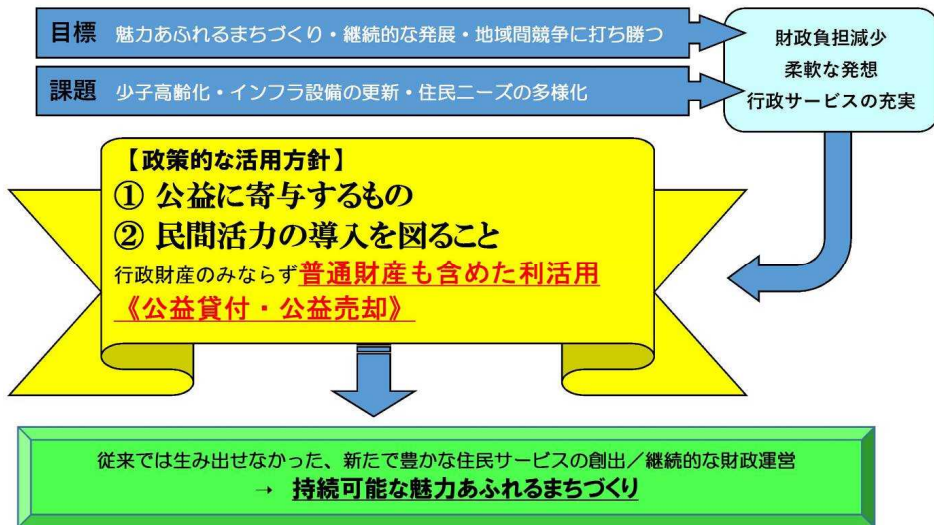 目標 魅力あふれるまちづくり・継続的な発展・地域間競争に打ち勝つ
課題 少子高齢化・インフラ設備の更新・住民ニーズの多様化
財政負担減少
柔軟な発想
行政サービスの充実
【政策的な活用方針】
① 公益に寄与するもの
② 民間活力の導入を図ること
行政財産のみならず普通財産も含めた利活用
《公益貸付・公益売却》
従来では生み出せなかった、新たで豊かな住民サービスの創出／継続的な財政運営
→ 持続可能な魅力あふれるまちづくり